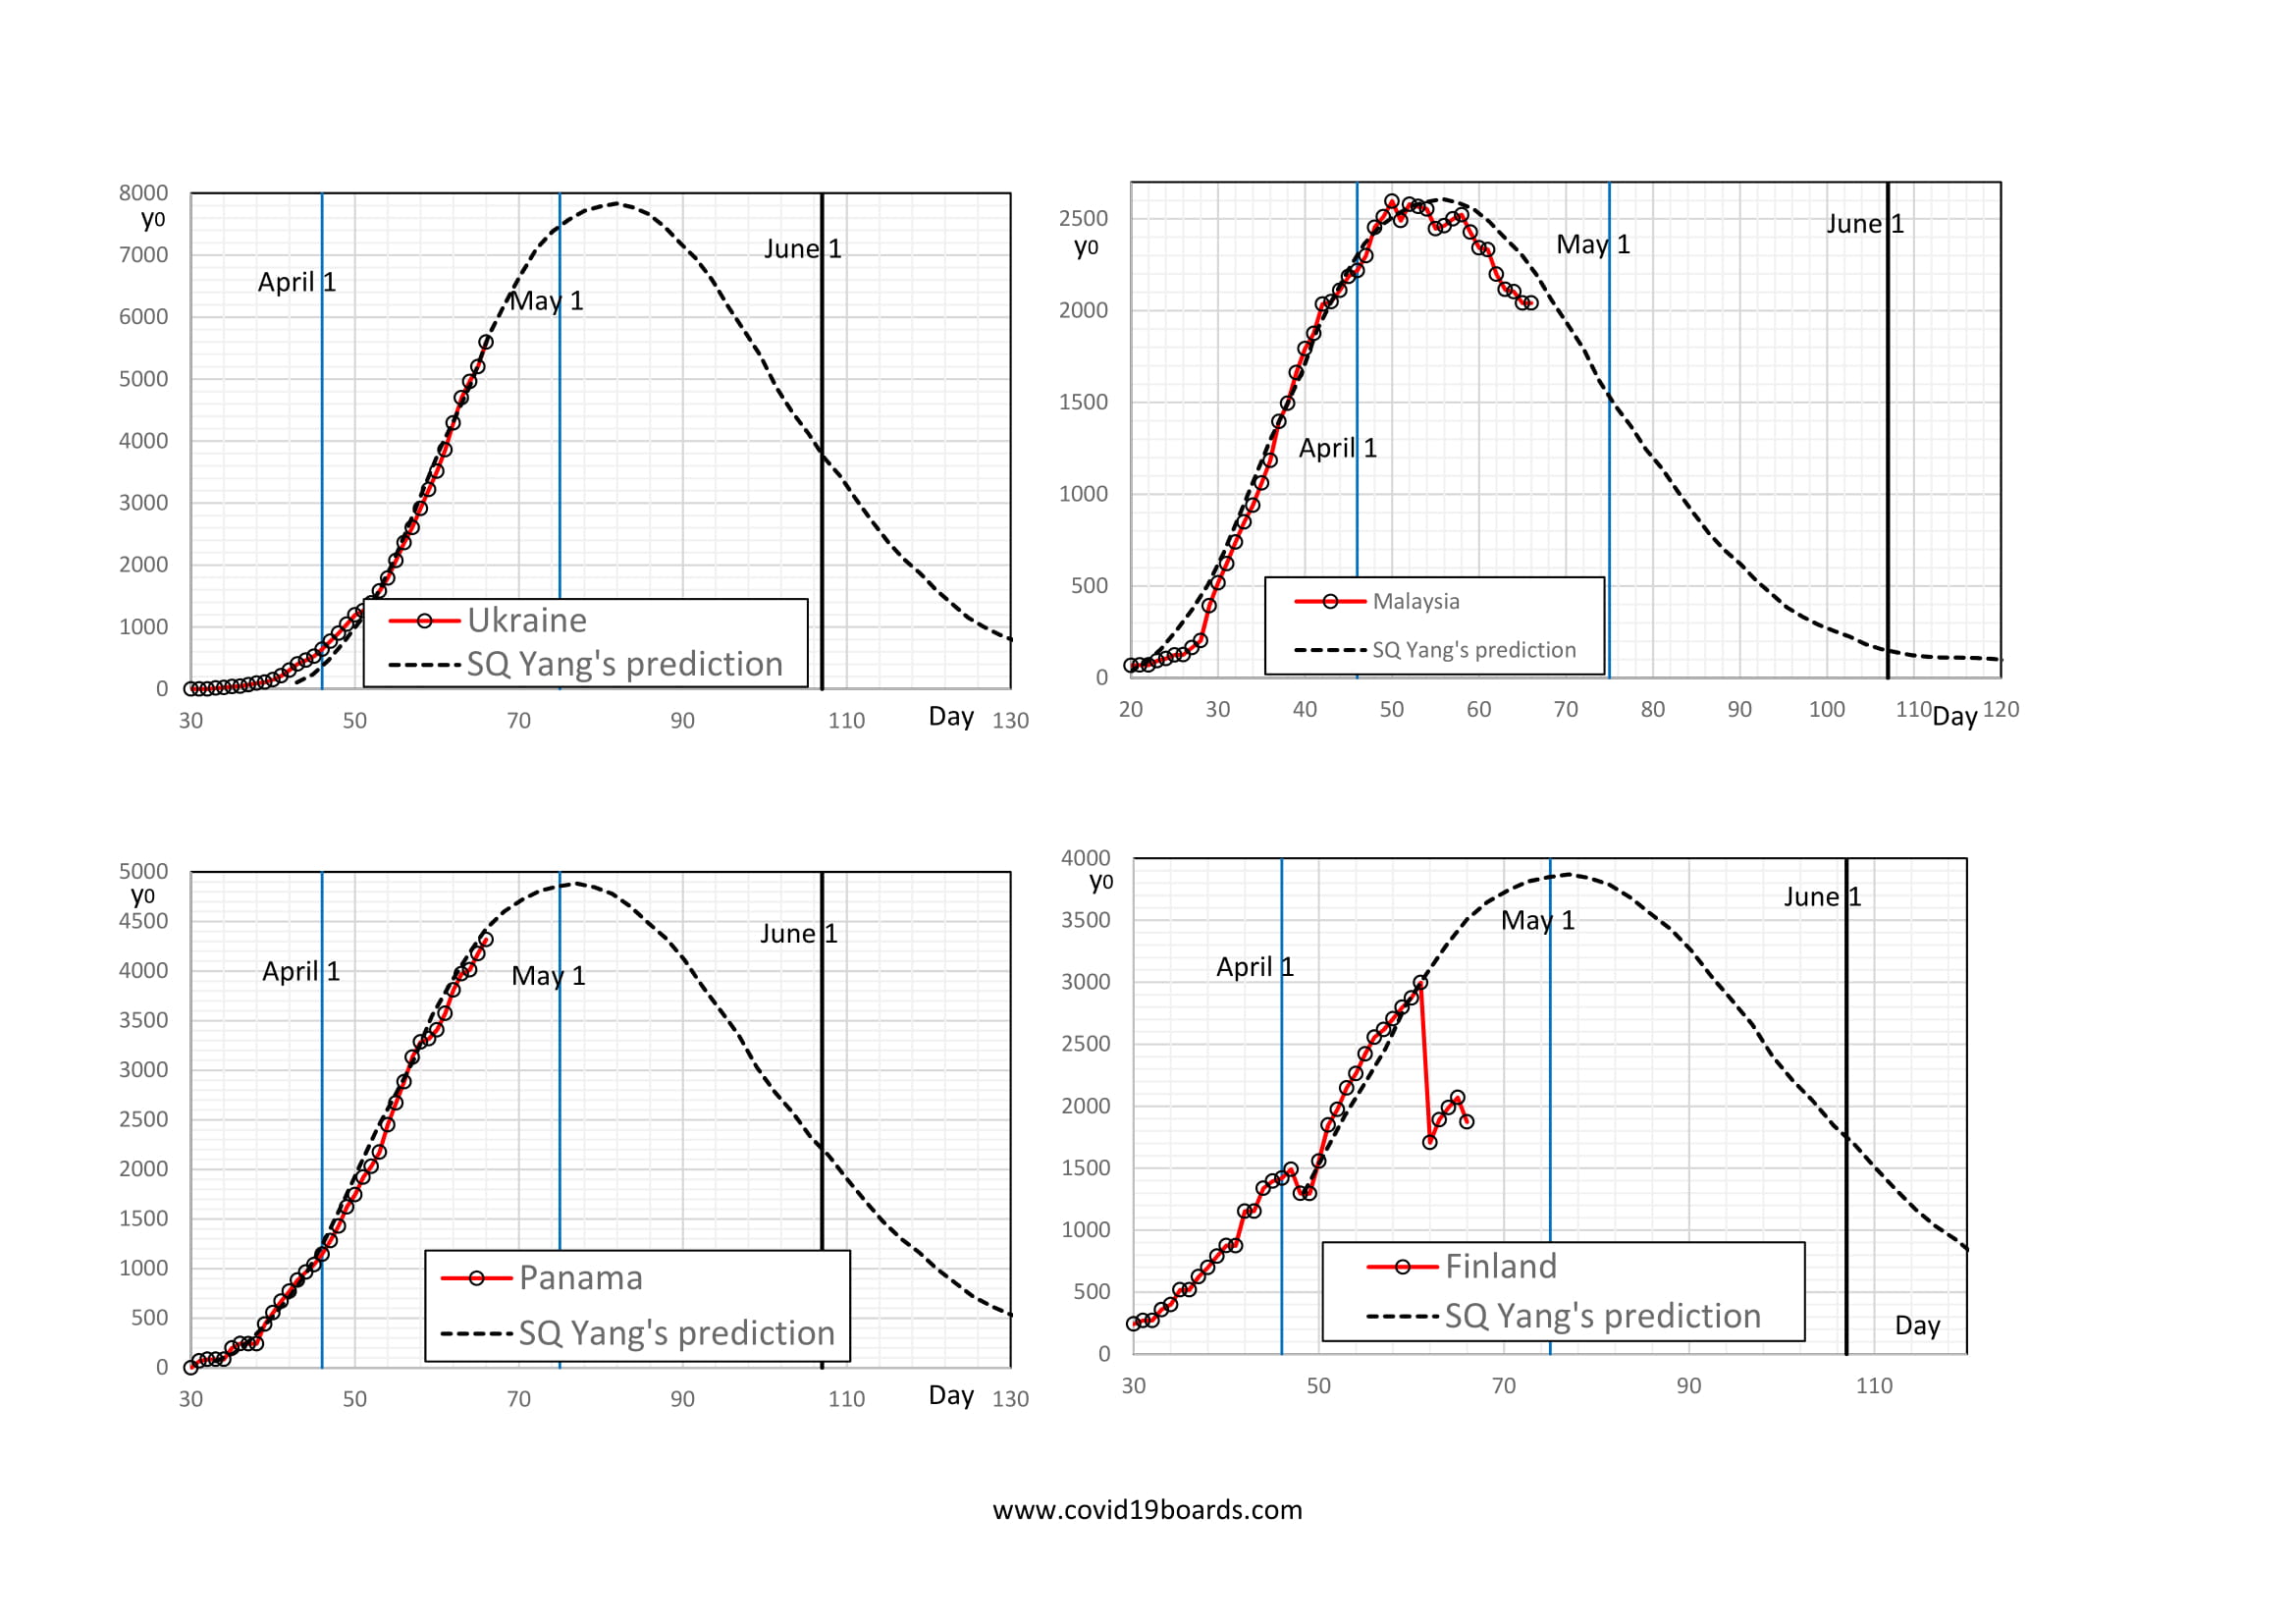 8000
y0
7000
April 1
June 1
May 1
6000
5000
4000
3000
2000
1000
0
Ukraine
SQ Yang's prediction
30 50 70 90 110 Day 130
2500
y0
June 1
May 1
2000
1500
April 1
1000
500
0
Malaysia
SQ Yang's prediction
20 30 40 50 60 70 80 90 100 110 Day 120
5000
y0
4500
June 1
April 1
May 1
4000
3500
3000
2500
2000
1500
1000
500
0
Panama
SQ Yang's prediction
30 50 70 90 110 Day 130
4000
y0
June 1
3500
May 1
April 1
3000
2500
2000
1500
1000
500
0
Finland
SQ Yang's prediction
Day
30 50 70 90 110
www.covid19boards.com